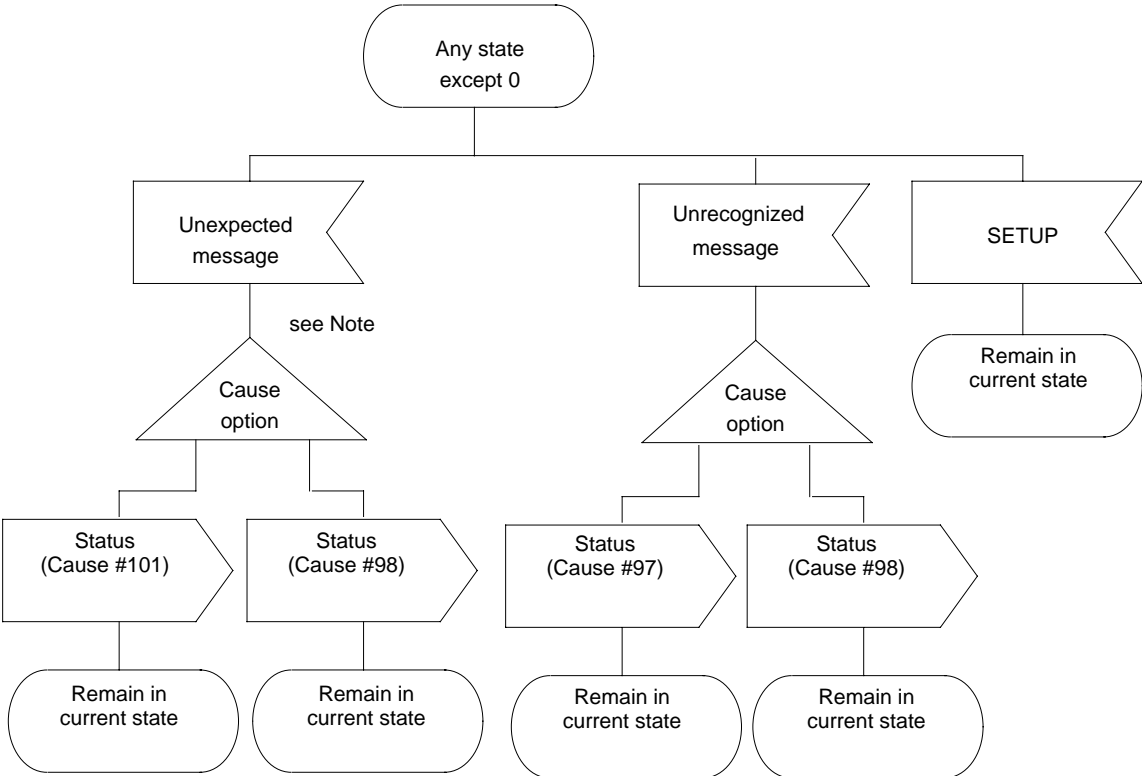 Any state
except 0
Unexpected
message
Unrecognized
message
SETUP
see Note
Remain in
current state
Cause
option
Cause
option
Status
(Cause #101)
Status
(Cause #98)
Status
(Cause #97)
Status
(Cause #98)
Remain in
current state
Remain in
current state
Remain in
current state
Remain in
current state